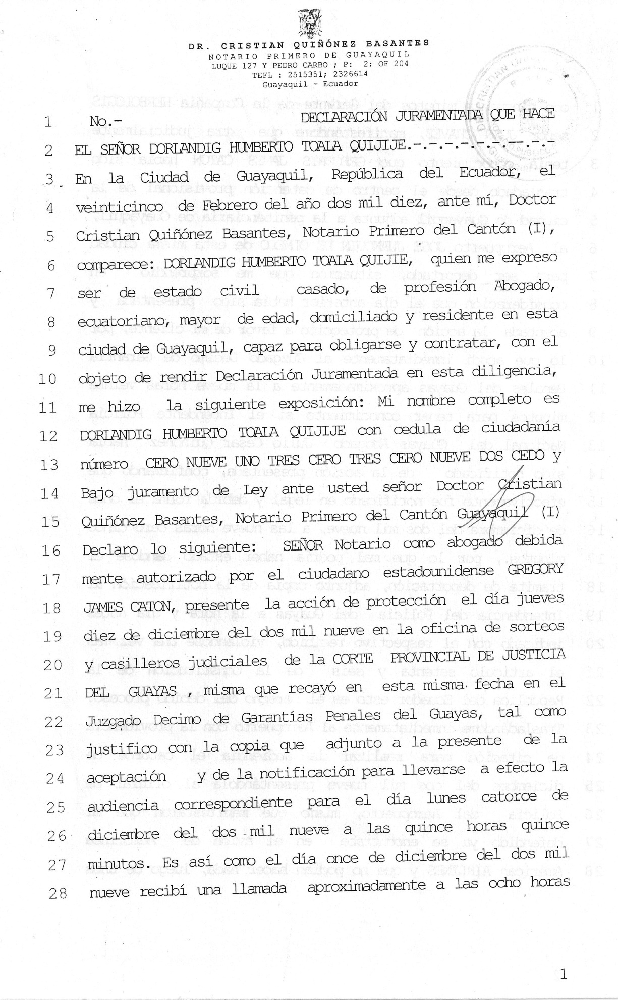 DR. CRISTIAN QUIÑÓNEZ BASANTES
NOTARIO PRIMERO DE GUAYAQUIL
LUQUE 127 Y PEDRO CARBO ; P: 2; OF 204
TEFL : 2515351; 2326614
Guayaquil - Ecuador
1 No.- DECLARACIÓN JURAMENTADA QUE HACE
2 EL SEÑOR DORLANDIG HUMBERTO TOALA QUIJIJE.-.-.-.-.-.-.--.-.-
3 En la Ciudad de Guayaquil, República del Ecuador, el
4 veinticinco de Febrero del año dos mil diez, ante mí, Doctor
5 Cristian Quiñónez Basantes, Notario Primero del Cantón (I),
6 comparece: DORLANDIG HUMBERTO TOALA QUIJIE, quien me expreso
7 ser de estado civil casado, de profesión Abogado,
8 ecuatoriano, mayor de edad, domiciliado y residente en esta
9 ciudad de Guayaquil, capaz para obligarse y contratar, con el
10 objeto de rendir Declaración Juramentada en esta diligencia,
11 me hizo la siguiente exposición: Mi nombre completo es
12 DORLANDIG HUMBERTO TOALA QUIJIJE con cedula de ciudadanía
13 número CERO NUEVE UNO TRES CERO TRES CERO NUEVE DOS CEDO y
14 Bajo juramento de Ley ante usted señor Doctor Cristian
15 Quiñónez Basantes, Notario Primero del Cantón Guayaquil (I)
16 Declaro lo siguiente: SEÑOR Notario como abogado debida
17 mente autorizado por el ciudadano estadounidense GREGORY
18 JAMES CATON, presente la acción de protección el día jueves
19 diez de diciembre del dos mil nueve en la oficina de sorteos
20 y casilleros judiciales de la CORTE PROVINCIAL DE JUSTICIA
21 DEL GUAYAS , misma que recayó en esta misma fecha en el
22 Juzgado Decimo de Garantías Penales del Guayas, tal como
23 justifico con la copia que adjunto a la presente de la
24 aceptación y de la notificación para llevarse a efecto la
25 audiencia correspondiente para el día lunes catorce de
26 diciembre del dos mil nueve a las quince horas quince
27 minutos. Es así como el día once de diciembre del dos mil
28 nueve recibí una llamada aproximadamente a las ocho horas
1